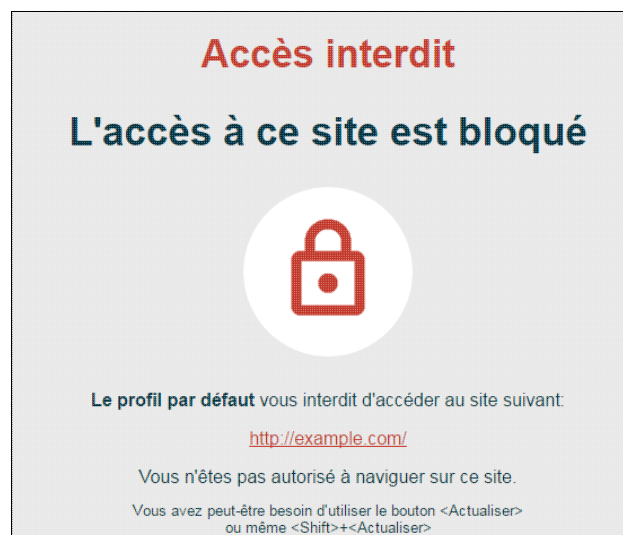 Accès interdit
L'accès à ce site est bloqué
Le profil par défaut vous interdit d'accéder au site suivant:
http://example.com/
Vous n'êtes pas autorisé à naviguer sur ce site.
Vous avez peut-être besoin d'utiliser le bouton <Actualiser>
ou même <Shift>+<Actualiser>